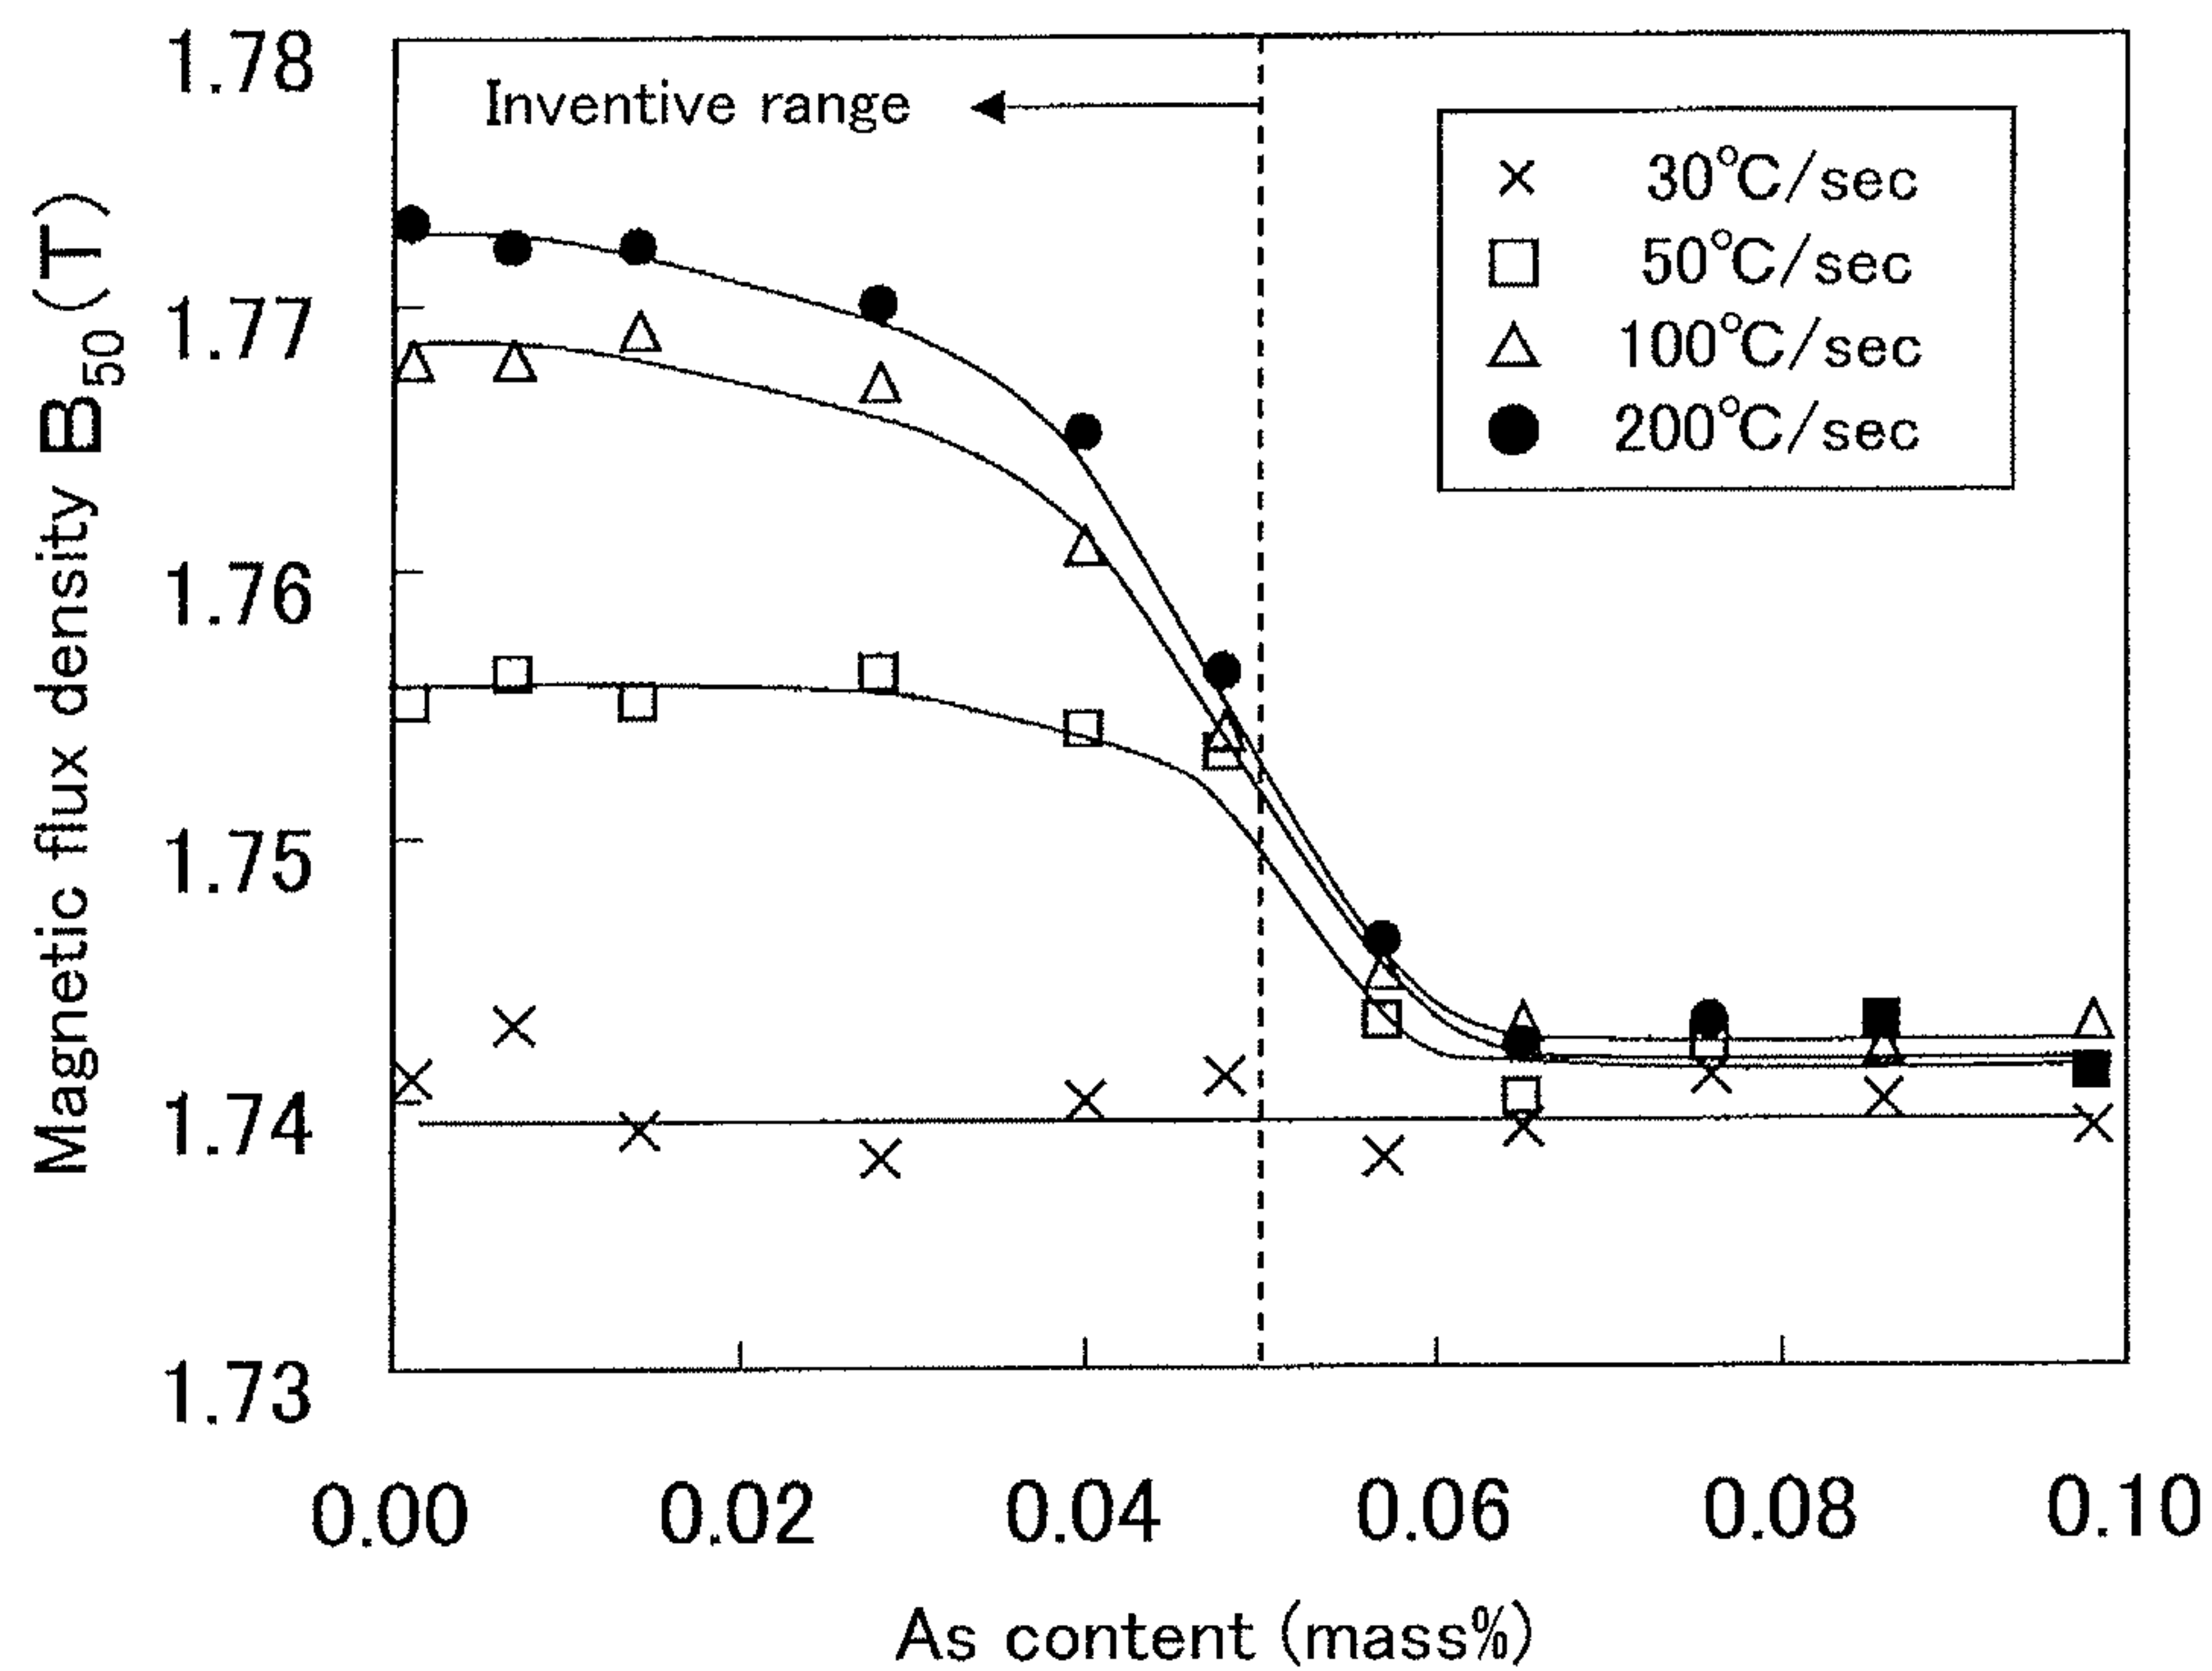 Magnetic flux density B50(T)
1.78
1.77
1.76
1.75
1.74
1.73
Inventive range
30℃/sec
50℃/sec
100℃/sec
200℃/sec
0.00 0.02 0.04 0.06 0.08 0.10
As content (mass%)